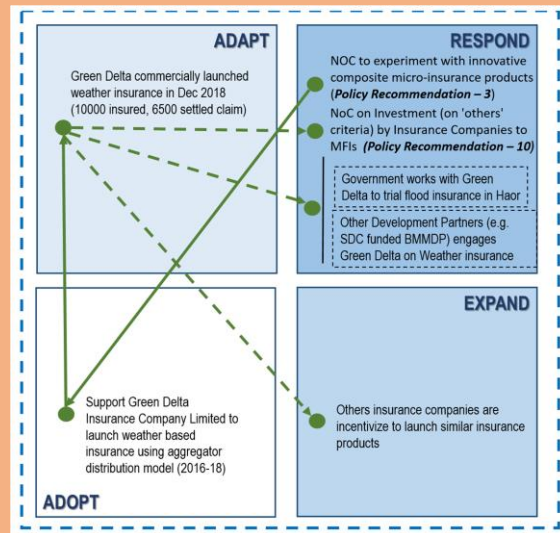 ADAPT
Green Delta commercially launched
weather insurance in Dec 2018
(10000 insured, 6500 settled claim)
RESPOND
NOC to experiment with innovative
composite micro-insurance products
(Policy Recommendation – 3)
NoC on Investment (on 'others'
criteria) by Insurance Companies to
MFIs (Policy Recommendation – 10)
Government works with Green
Delta to trial flood insurance in Haor
Other Development Partners (e.g.
SDC funded BMMDP) engages
Green Delta on Weather insurance
Support Green Delta
Insurance Company Limited to
launch weather based
insurance using aggregator
distribution model (2016-18)
ADOPT
EXPAND
Others insurance companies are
incentivize to launch similar insurance
products